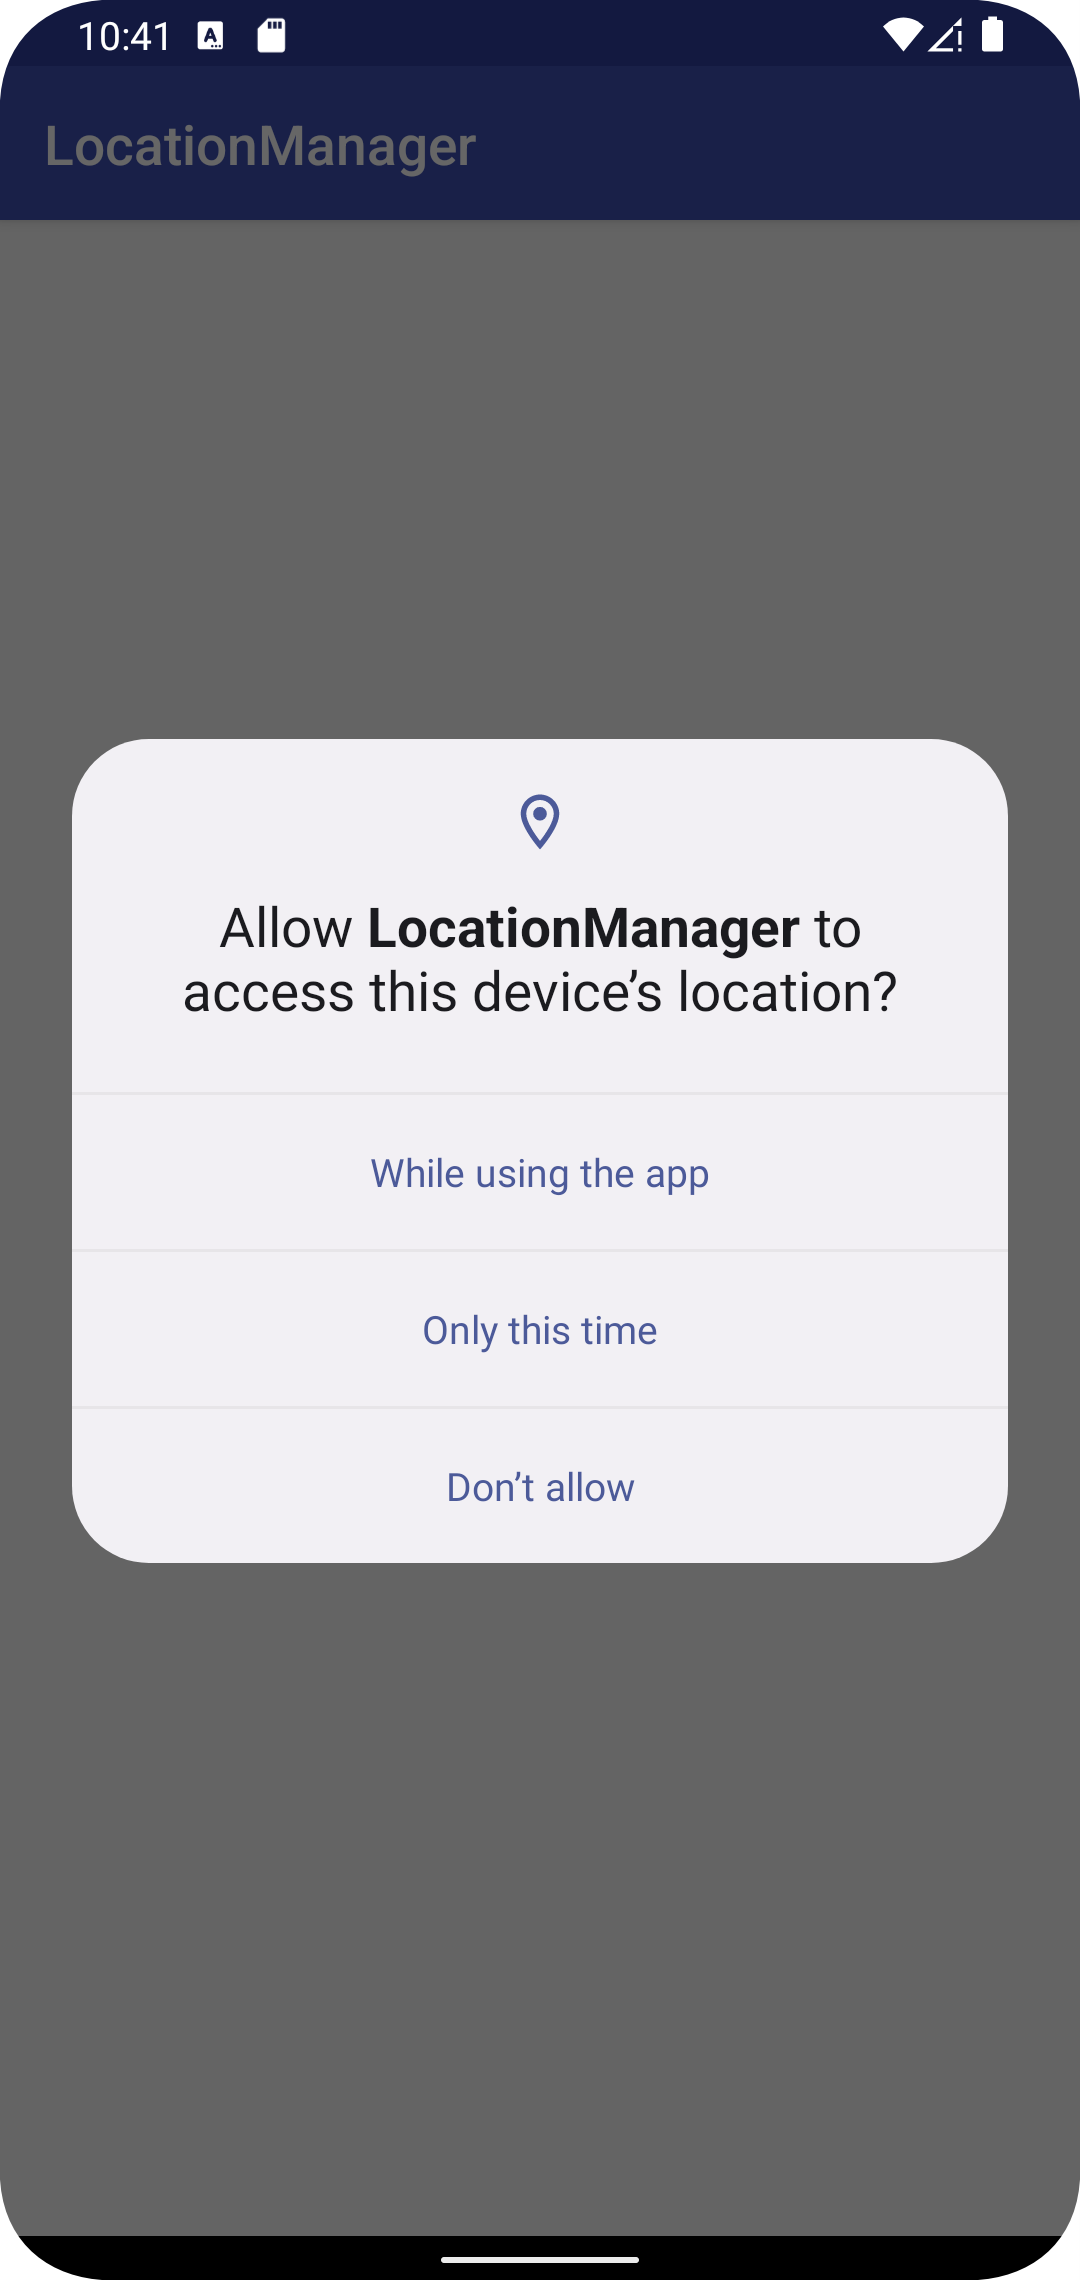 10:41
LocationManager
Allow LocationManager to
access this device’s location?
While using the app
Only this time
Don’t allow